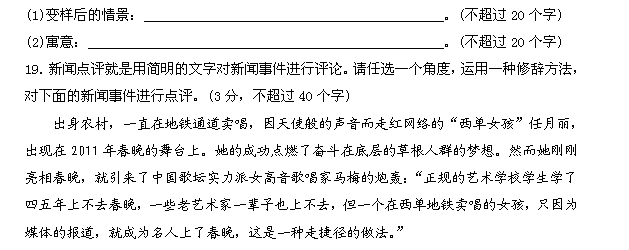 (1)变样后的情景：________________________________。(不超过 20 个字)
(2)寓意：________________________________________。(不超过 20 个字)
19．新闻点评就是用简明的文字对新闻事件进行评论。请任选一个角度，运用一种修辞方法，
对下面的新闻事件进行点评。(3 分，不超过 40 个字)
出身农村，一直在地铁通道卖唱，因天使般的声音而走红网络的“西单女孩”任月丽，
出现在 2011 年春晚的舞台上。她的成功点燃了奋斗在底层的草根人群的梦想。然而她刚刚
亮相春晚，就引来了中国歌坛实力派女高音歌唱家马梅的炮轰：“正规的艺术学校学生学了
四五年上不去春晚，一些老艺术家一辈子也上不去，但一个在西单地铁卖唱的女孩，只因为
媒体的报道，就成为名人上了春晚，这是一种走捷径的做法。”